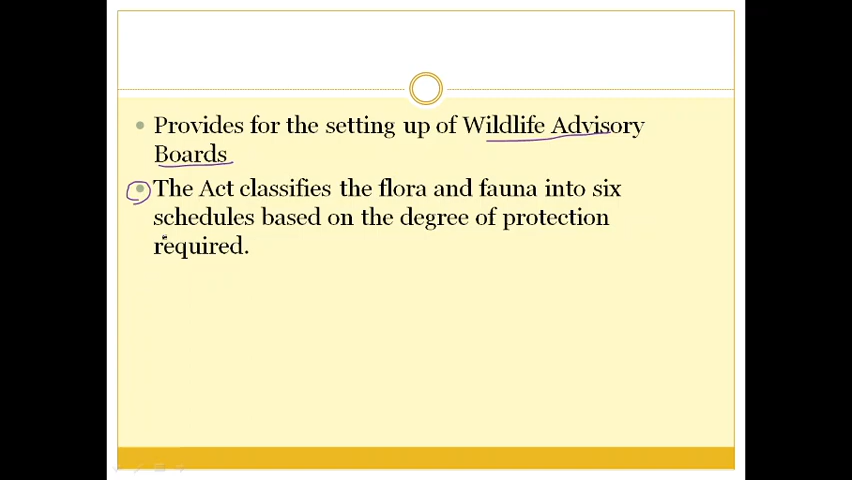 Provides for the setting up of Wildlife Advisory
Boards
The Act classifies the flora and fauna into six
schedules based on the degree of protection
required.